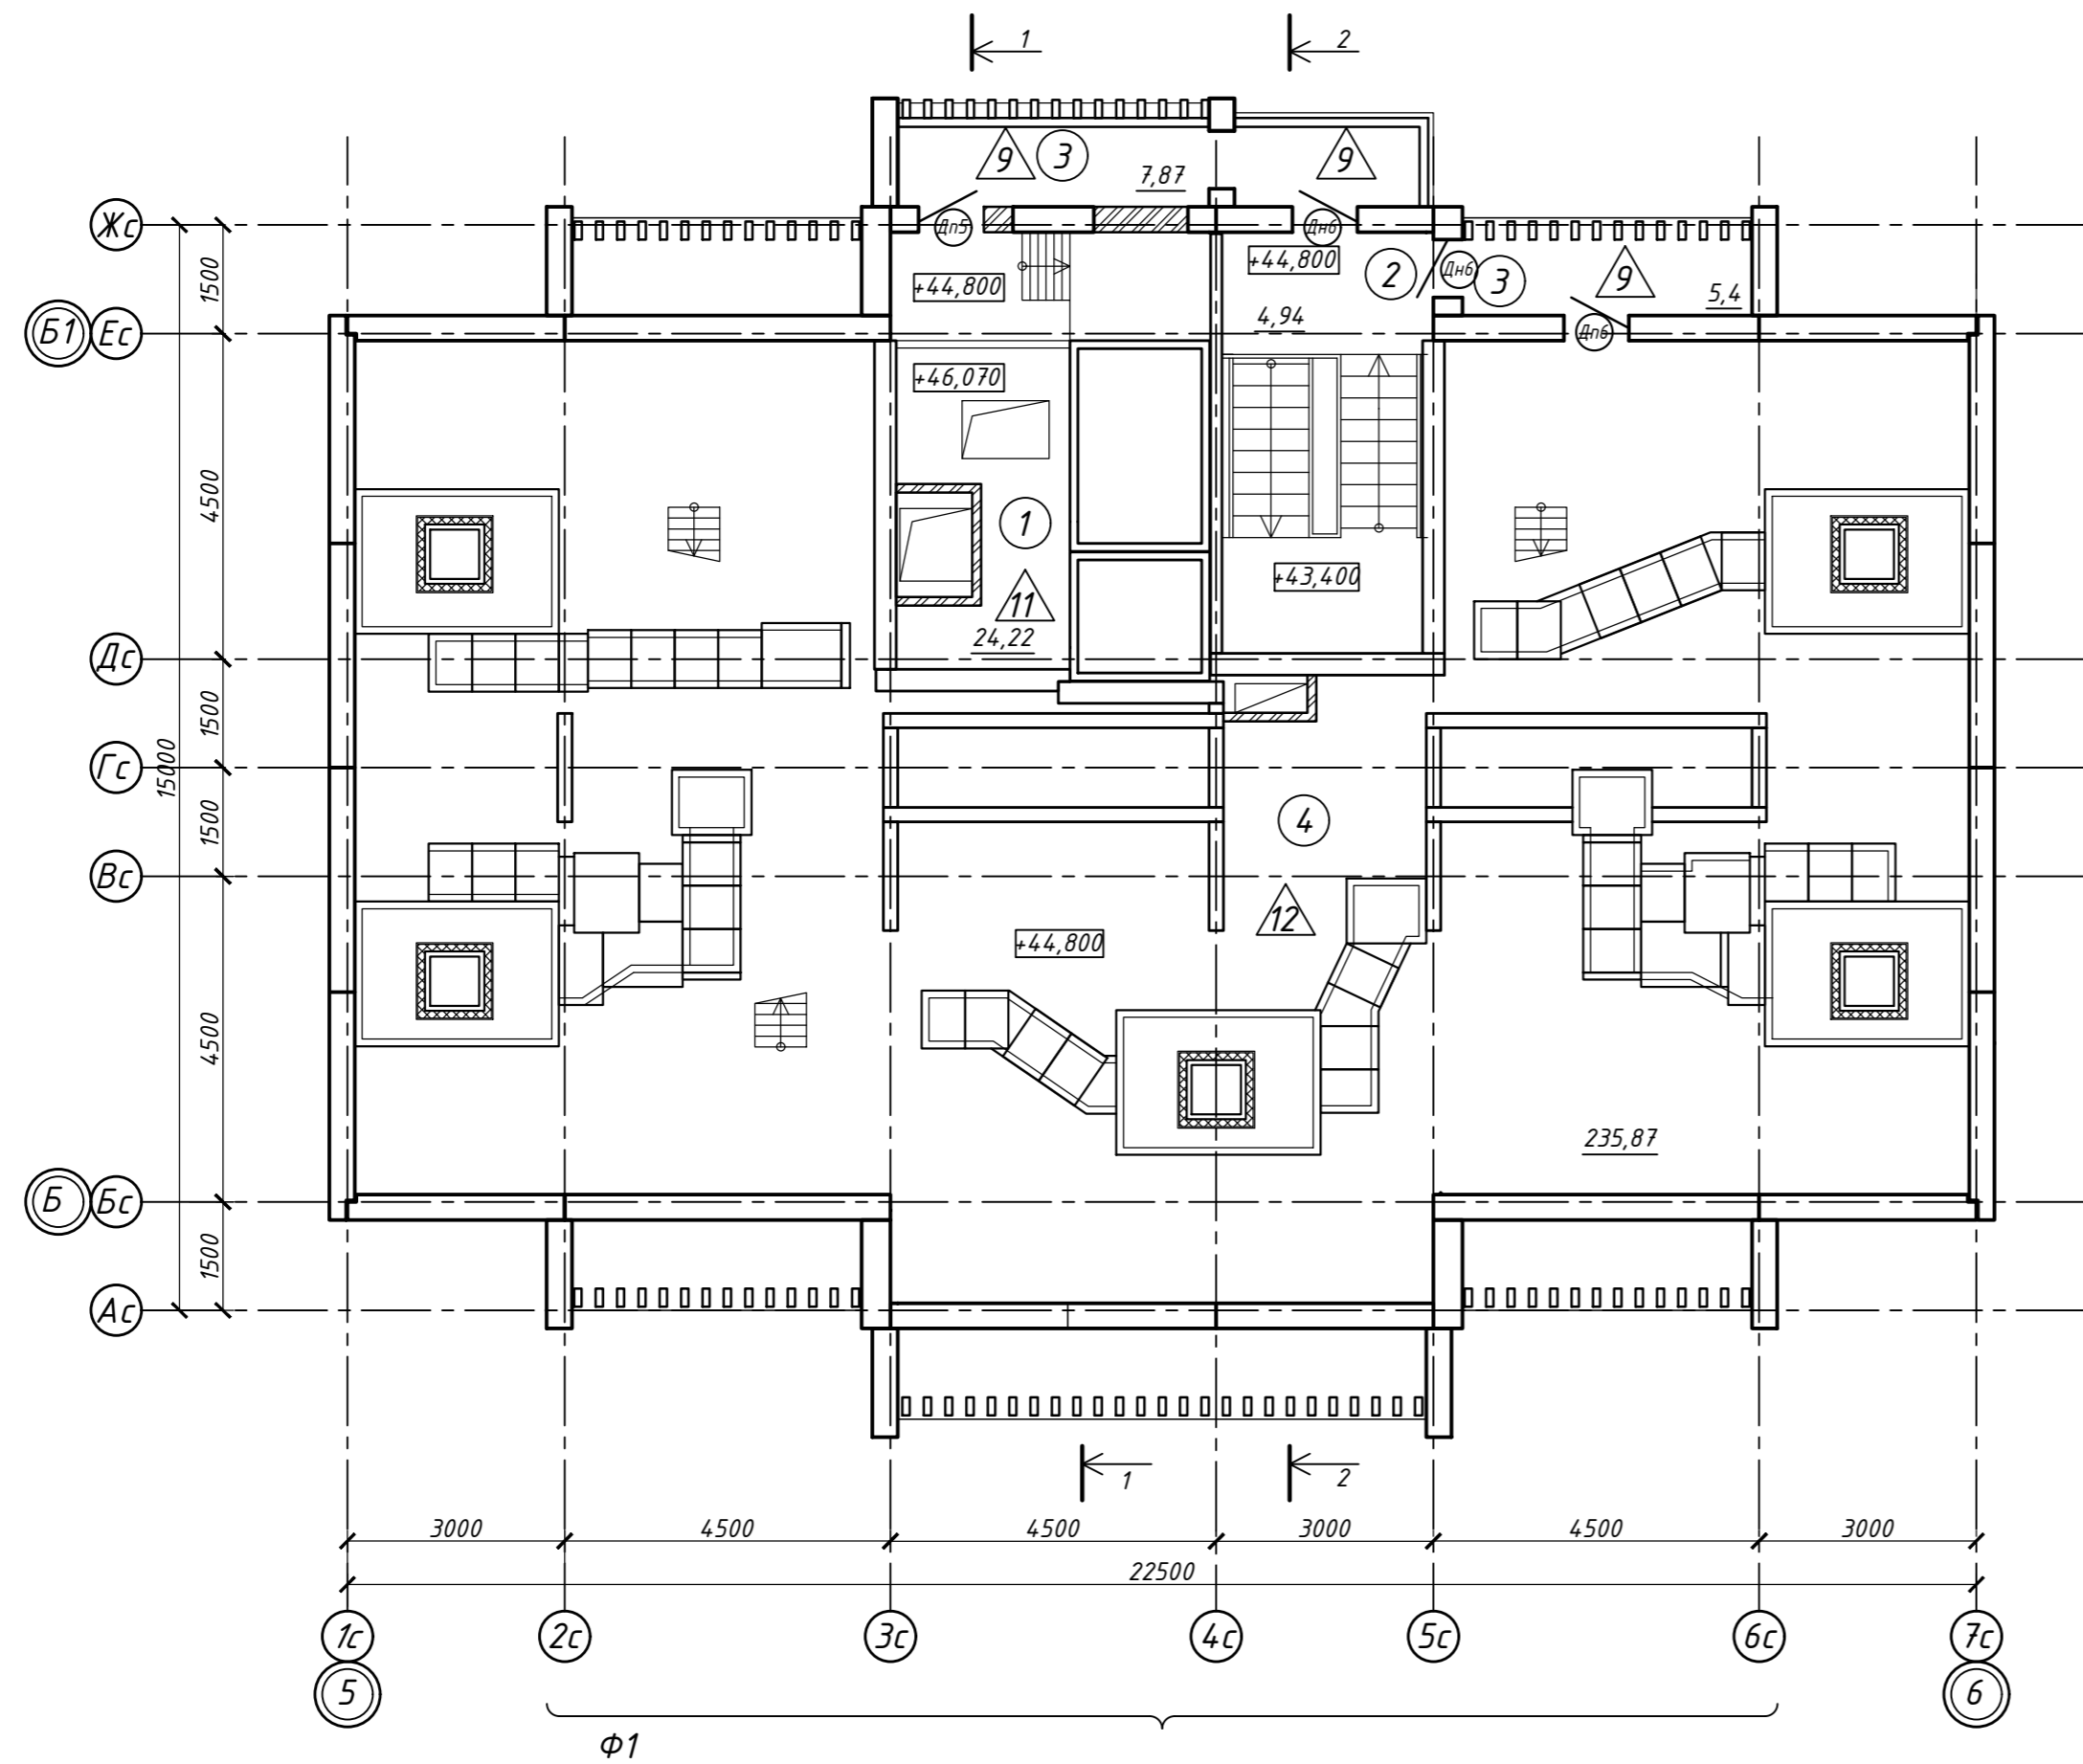 1 2
9 3 9
7,87
Жс
Дп5 Дн6
+44,800 +44,800 2 Дн6 3 9
1500
5,4
4,94
Б1 Ес Дп6
+46,070
4500
1
+43,400
11
24,22
Дс
1500
Гс
15000
1500
4
Вс
12
+44,800
4500
235,87
Б Бс
1500
Ас
1 2
3000 4500 4500 3000 4500 3000
22500
1с 2с 3с 4с 5с 6с 7с
5 6
Ф1